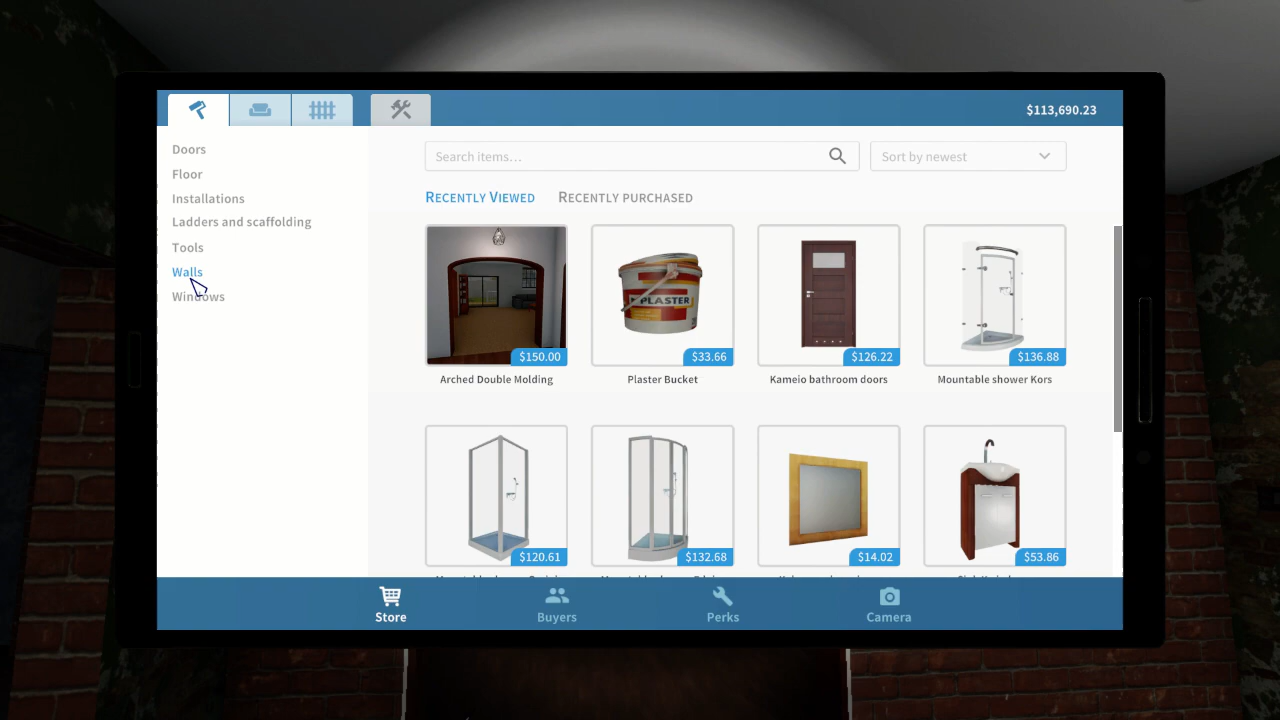 $113,690.23
Doors
Floor
Installations
Ladders and scaffolding
Tools
Walls
Windows
Search items...
Sort by newest
RECENTLY VIEWED
RECENTLY PURCHASED
PLASTER
$150.00
$33.66
$126.22
$136.88
Arched Double Molding
Plaster Bucket
Kameio bathroom doors
Mountable shower Kors
$120.61
$132.68
$14.02
$53.86
Store
Buyers
Perks
Camera